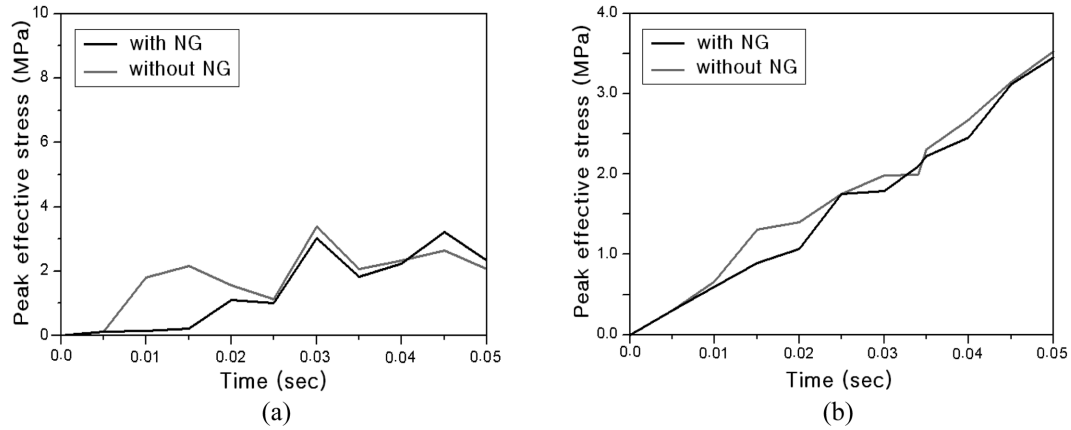 Peak effective stress (MPa)
10
8
6
4
2
0
with NG
without NG
0.0
0.01
0.02
0.03
0.04
0.05
Time (sec)
(a)
Peak effective stress (MPa)
4.0
3.0
2.0
1.0
0.0
with NG
without NG
0.0
0.01
0.02
0.03
0.04
0.05
Time (sec)
(b)